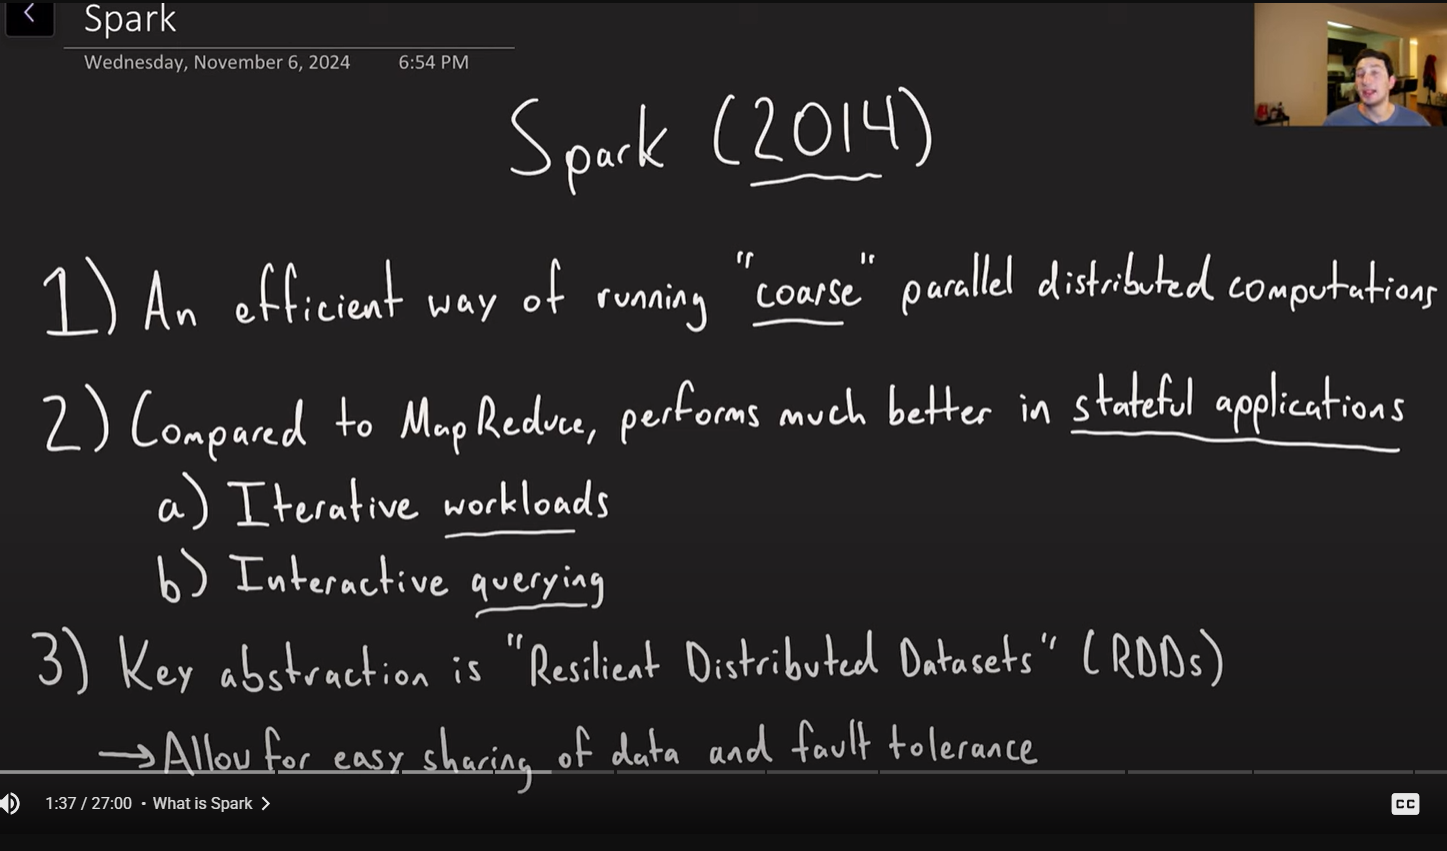 Spark
Wednesday, November 6, 2024 6:54 PM
Spark (2014)
1) An efficient way of running "coarse" parallel distributed computations
2) Compared to MapReduce, performs much better in stateful applications
a) Iterative workloads
b) Interactive querying
3) Key abstraction is "Resilient Distributed Datasets" (RDDs)
→ Allow for easy sharing of data and fault tolerance
1:37 / 27:00 • What is Spark >
CC